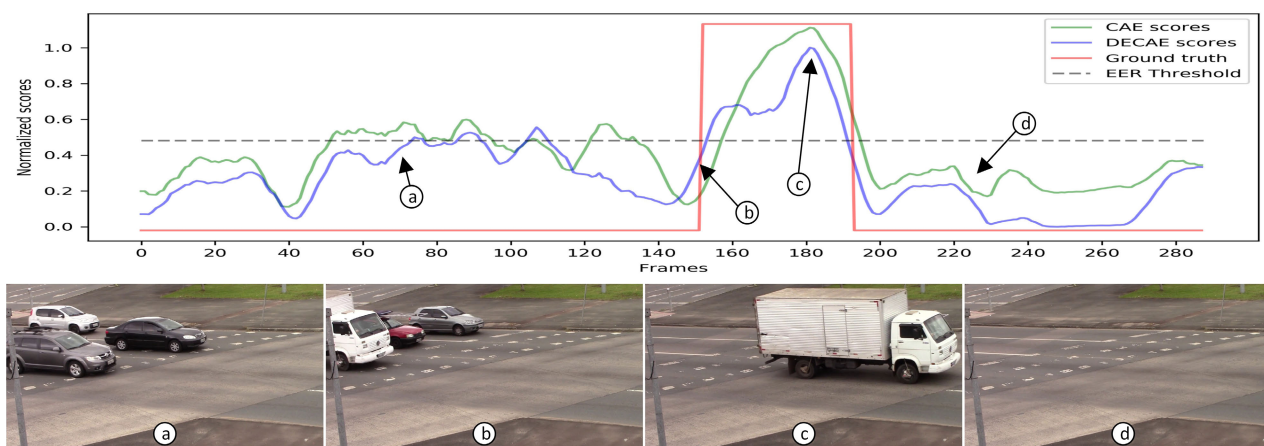 Normalized scores
1.0
0.8
0.6
0.4
0.2
0.0
CAE scores
DECAE scores
Ground truth
EER Threshold
a
b
c
d
0 20 40 60 80 100 120 140 160 180 200 220 240 260 280
Frames
a b c d